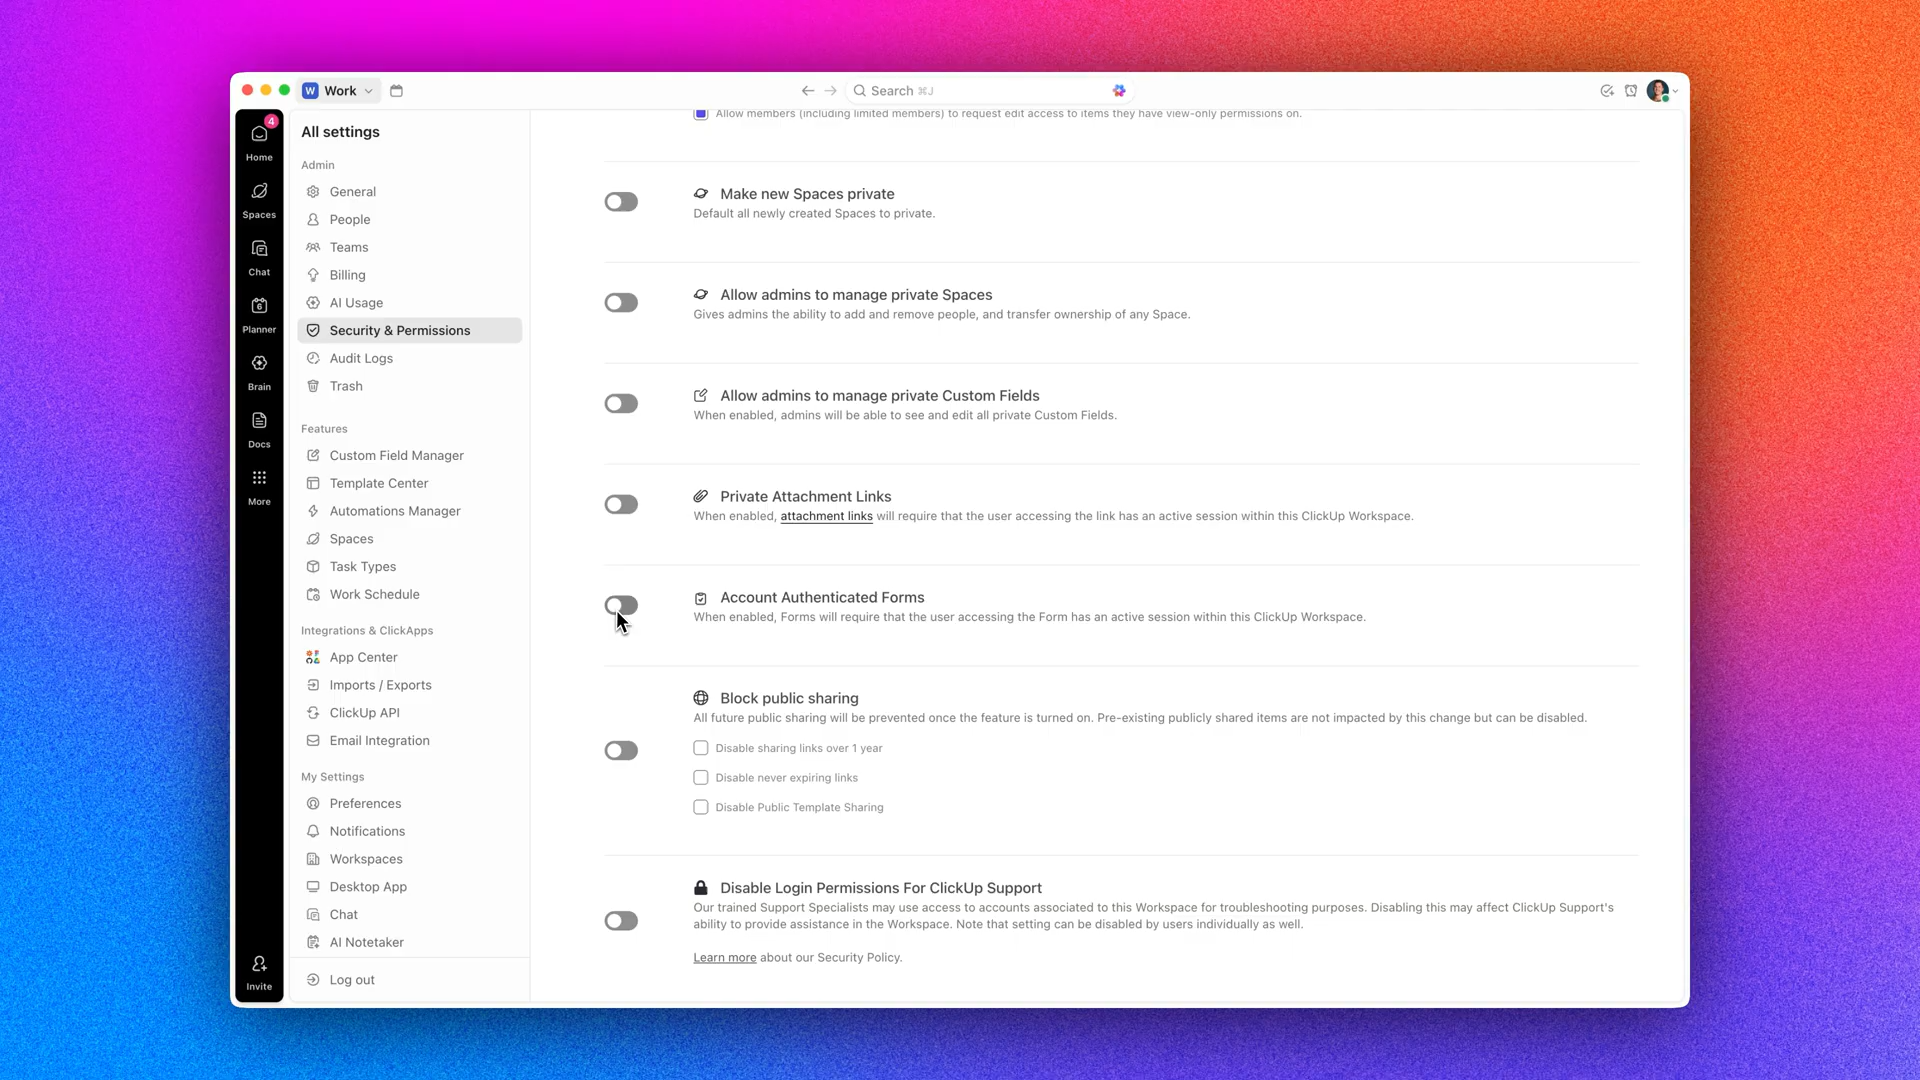 W Work
Search ⌘J
4
Home
Spaces
Chat
6
Planner
Brain
Docs
More
Invite
All settings
Admin
General
People
Teams
Billing
AI Usage
Security & Permissions
Audit Logs
Trash
Features
Custom Field Manager
Template Center
Automations Manager
Spaces
Task Types
Work Schedule
Integrations & ClickApps
App Center
Imports / Exports
ClickUp API
Email Integration
My Settings
Preferences
Notifications
Workspaces
Desktop App
Chat
AI Notetaker
Log out
Allow members (including limited members) to request edit access to items they have view-only permissions on.
Make new Spaces private
Default all newly created Spaces to private.
Allow admins to manage private Spaces
Gives admins the ability to add and remove people, and transfer ownership of any Space.
Allow admins to manage private Custom Fields
When enabled, admins will be able to see and edit all private Custom Fields.
Private Attachment Links
When enabled, attachment links will require that the user accessing the link has an active session within this ClickUp Workspace.
Account Authenticated Forms
When enabled, Forms will require that the user accessing the Form has an active session within this ClickUp Workspace.
Block public sharing
All future public sharing will be prevented once the feature is turned on. Pre-existing publicly shared items are not impacted by this change but can be disabled.
Disable sharing links over 1 year
Disable never expiring links
Disable Public Template Sharing
Disable Login Permissions For ClickUp Support
Our trained Support Specialists may use access to accounts associated to this Workspace for troubleshooting purposes. Disabling this may affect ClickUp Support's
ability to provide assistance in the Workspace. Note that setting can be disabled by users individually as well.
Learn more about our Security Policy.